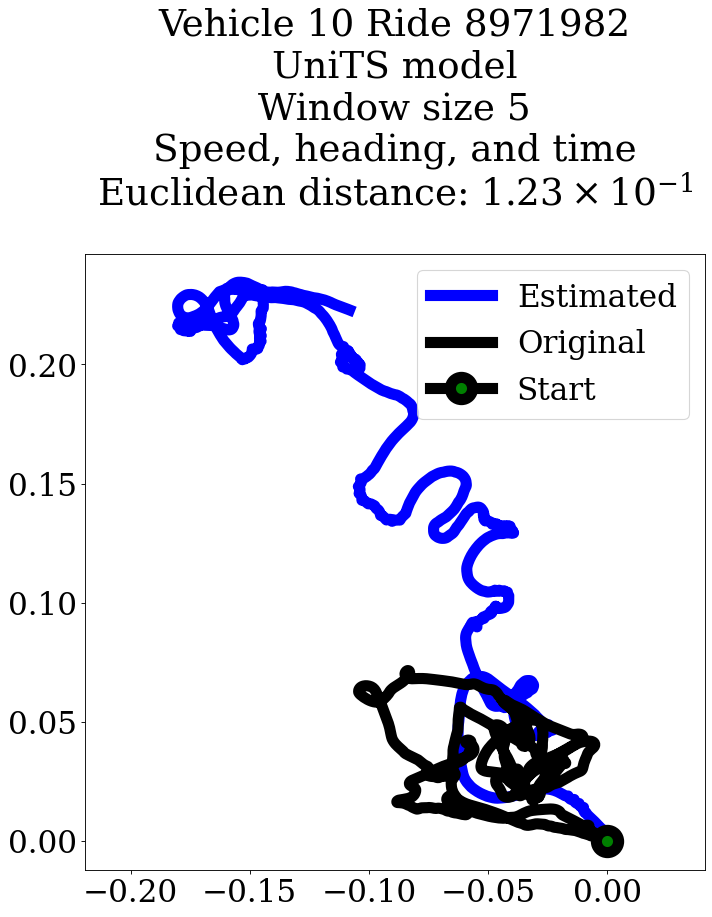 Vehicle 10 Ride 8971982
UniTS model
Window size 5
Speed, heading, and time
Euclidean distance: 1.23 × 10⁻¹
Estimated
Original
Start
0.20
0.15
0.10
0.05
0.00
−0.20 −0.15 −0.10 −0.05 0.00